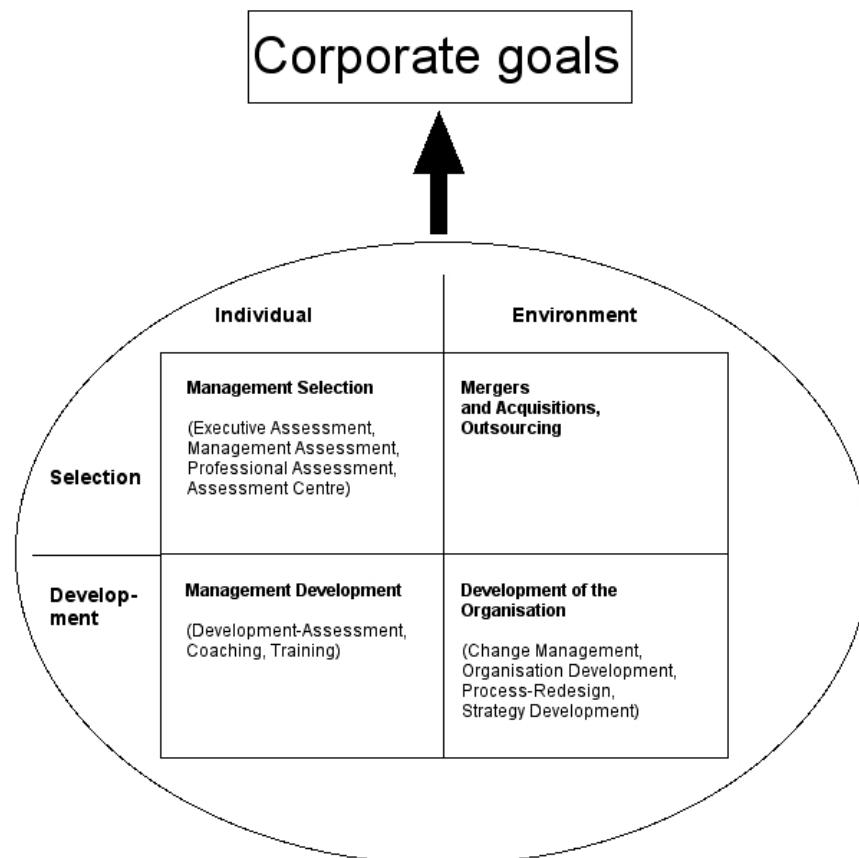 Corporate goals
Individual
Environment
Management Selection
(Executive Assessment,
Management Assessment,
Professional Assessment,
Assessment Centre)
Mergers
and Acquisitions,
Outsourcing
Selection
Develop-
ment
Management Development
(Development-Assessment,
Coaching, Training)
Development of the
Organisation
(Change Management,
Organisation Development,
Process-Redesign,
Strategy Development)